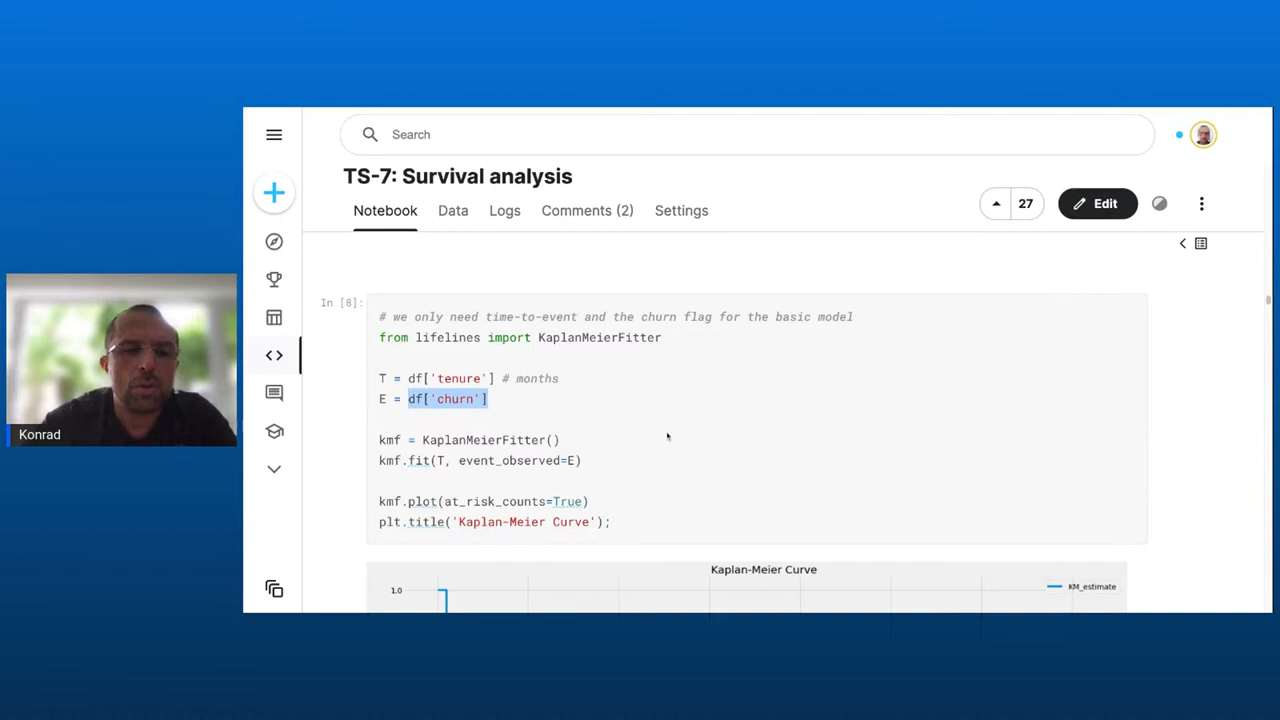 Search
TS-7: Survival analysis
Notebook Data Logs Comments (2) Settings
27 Edit
In [8]:
# we only need time-to-event and the churn flag for the basic model
from lifelines import KaplanMeierFitter
T = df['tenure'] # months
E = df['churn']
kmf = KaplanMeierFitter()
kmf.fit(T, event_observed=E)
kmf.plot(at_risk_counts=True)
plt.title('Kaplan-Meier Curve');
Kaplan-Meier Curve
1.0
KM_estimate
Konrad